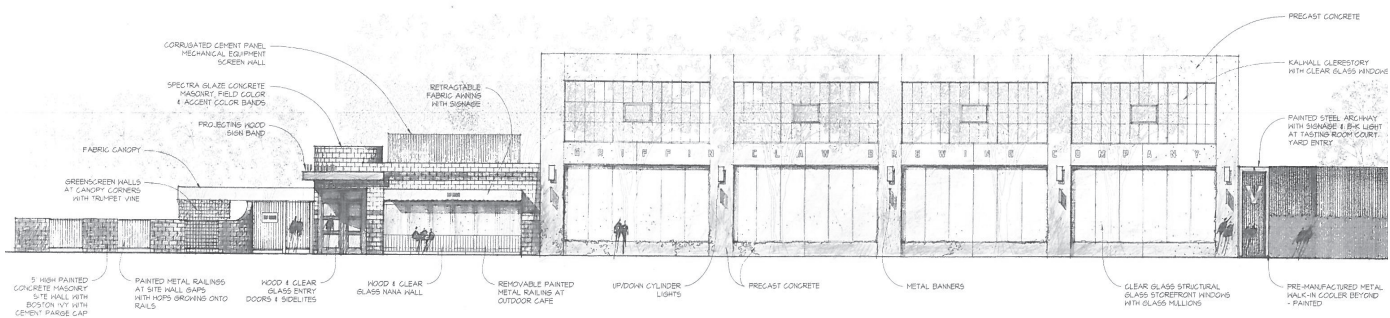 PRECAST CONCRETE
CORRUGATED CEMENT PANEL
MECHANICAL EQUIPMENT
SCREEN WALL
KALWALL CLERESTORY
WITH CLEAR GLASS WINDOWS
SPECTRA GLAZE CONCRETE
MASONRY, FIELD COLOR
& ACCENT COLOR BANDS
RETRACTABLE
FABRIC AWNING
WITH SIGNAGE
PROJECTING WOOD
SIGN BAND
PAINTED STEEL ARCHWAY
WITH SIGNAGE & B-K LIGHT
AT TASTING ROOM COURT
YARD ENTRY
FABRIC CANOPY
GREENSCREEN WALLS
AT CANOPY CORNERS
WITH TRUMPET VINE
GRIFFIN CLAW BREWING COMPANY
5' HIGH PAINTED
CONCRETE MASONRY
SITE WALL WITH
BOSTON IVY WITH
CEMENT PARGE CAP
PAINTED METAL RAILINGS
AT SITE WALL GAPS
WITH HOPS GROWING ONTO
RAILS
WOOD & CLEAR
GLASS ENTRY
DOORS & SIDELITES
WOOD & CLEAR
GLASS NANA WALL
REMOVABLE PAINTED
METAL RAILING AT
OUTDOOR CAFE
UP/DOWN CYLINDER
LIGHTS
PRECAST CONCRETE
METAL BANNERS
CLEAR GLASS STRUCTURAL
GLASS STOREFRONT WINDOWS
WITH GLASS MULLIONS
PRE-MANUFACTURED METAL
WALK-IN COOLER BEYOND
- PAINTED